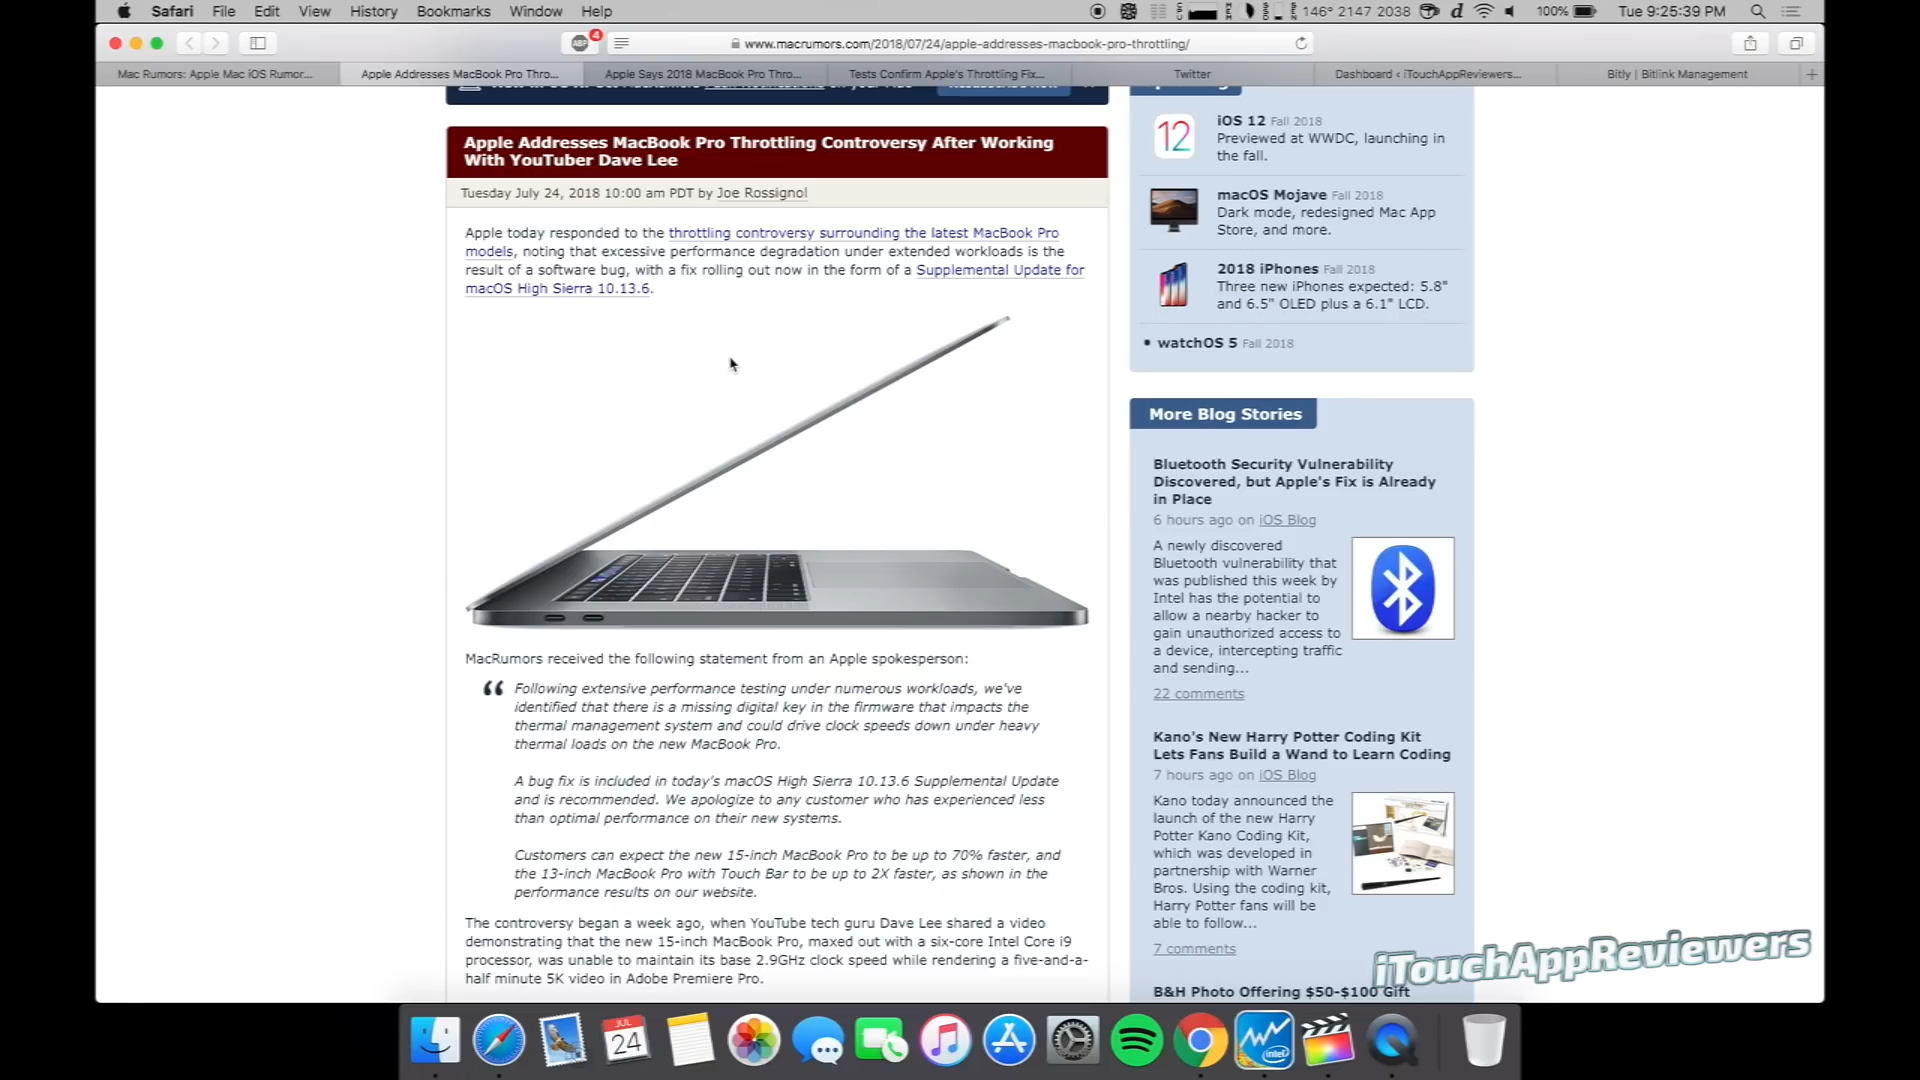 Safari File Edit View History Bookmarks Window Help
146° 2147 2038 100% Tue 9:25:39 PM
4
www.macrumors.com/2018/07/24/apple-addresses-macbook-pro-throttling/
Mac Rumors: Apple Mac iOS Rumor...
Apple Addresses MacBook Pro Thro...
Apple Says 2018 MacBook Pro Thro...
Tests Confirm Apple's Throttling Fix...
Twitter
Dashboard ‹ iTouchAppReviewers...
Bitly | Bitlink Management
Apple Addresses MacBook Pro Throttling Controversy After Working
With YouTuber Dave Lee
Tuesday July 24, 2018 10:00 am PDT by Joe Rossignol
Apple today responded to the throttling controversy surrounding the latest MacBook Pro
models, noting that excessive performance degradation under extended workloads is the
result of a software bug, with a fix rolling out now in the form of a Supplemental Update for
macOS High Sierra 10.13.6.
MacRumors received the following statement from an Apple spokesperson:
Following extensive performance testing under numerous workloads, we've
identified that there is a missing digital key in the firmware that impacts the
thermal management system and could drive clock speeds down under heavy
thermal loads on the new MacBook Pro.
A bug fix is included in today's macOS High Sierra 10.13.6 Supplemental Update
and is recommended. We apologize to any customer who has experienced less
than optimal performance on their new systems.
Customers can expect the new 15-inch MacBook Pro to be up to 70% faster, and
the 13-inch MacBook Pro with Touch Bar to be up to 2X faster, as shown in the
performance results on our website.
The controversy began a week ago, when YouTube tech guru Dave Lee shared a video
demonstrating that the new 15-inch MacBook Pro, maxed out with a six-core Intel Core i9
processor, was unable to maintain its base 2.9GHz clock speed while rendering a five-and-a-
half minute 5K video in Adobe Premiere Pro.
12
iOS 12 Fall 2018
Previewed at WWDC, launching in
the fall.
macOS Mojave Fall 2018
Dark mode, redesigned Mac App
Store, and more.
2018 iPhones Fall 2018
Three new iPhones expected: 5.8"
and 6.5" OLED plus a 6.1" LCD.
• watchOS 5 Fall 2018
More Blog Stories
Bluetooth Security Vulnerability
Discovered, but Apple's Fix is Already
in Place
6 hours ago on iOS Blog
A newly discovered
Bluetooth vulnerability that
was published this week by
Intel has the potential to
allow a nearby hacker to
gain unauthorized access to
a device, intercepting traffic
and sending...
22 comments
Kano's New Harry Potter Coding Kit
Lets Fans Build a Wand to Learn Coding
7 hours ago on iOS Blog
Kano today announced the
launch of the new Harry
Potter Kano Coding Kit,
which was developed in
partnership with Warner
Bros. Using the coding kit,
Harry Potter fans will be
able to follow...
7 comments
B&H Photo Offering $50-$100 Gift
iTouchAppReviewers
JUL
24
intel